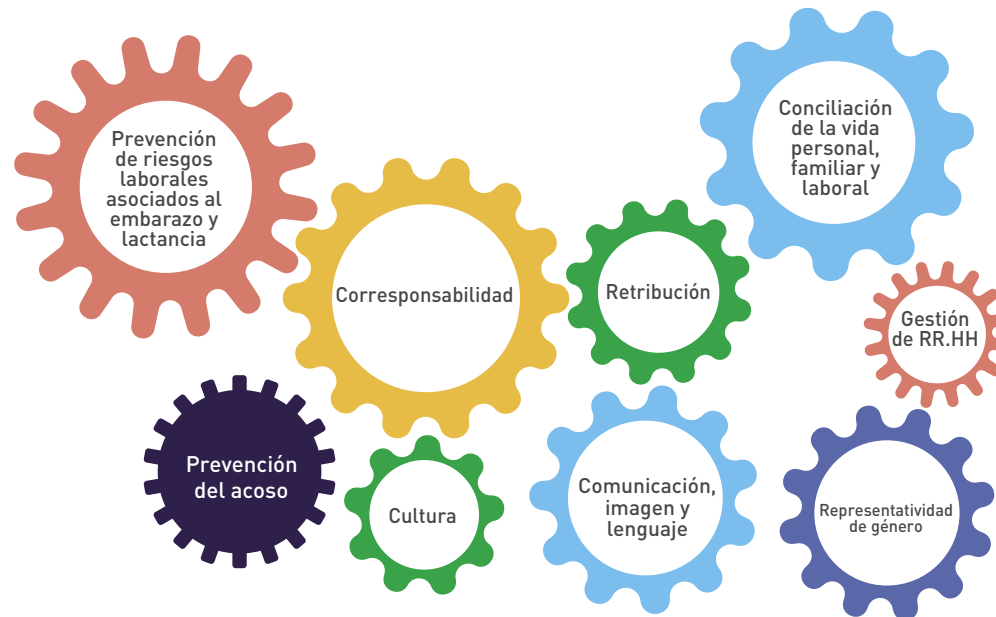 Prevención
de riesgos
laborales
asociados al
embarazo y
lactancia
Conciliación
de la vida
personal,
familiar y
laboral
Corresponsabilidad
Retribución
Gestión
de RR.HH
Prevención
del acoso
Cultura
Comunicación,
imagen y
lenguaje
Representatividad
de género